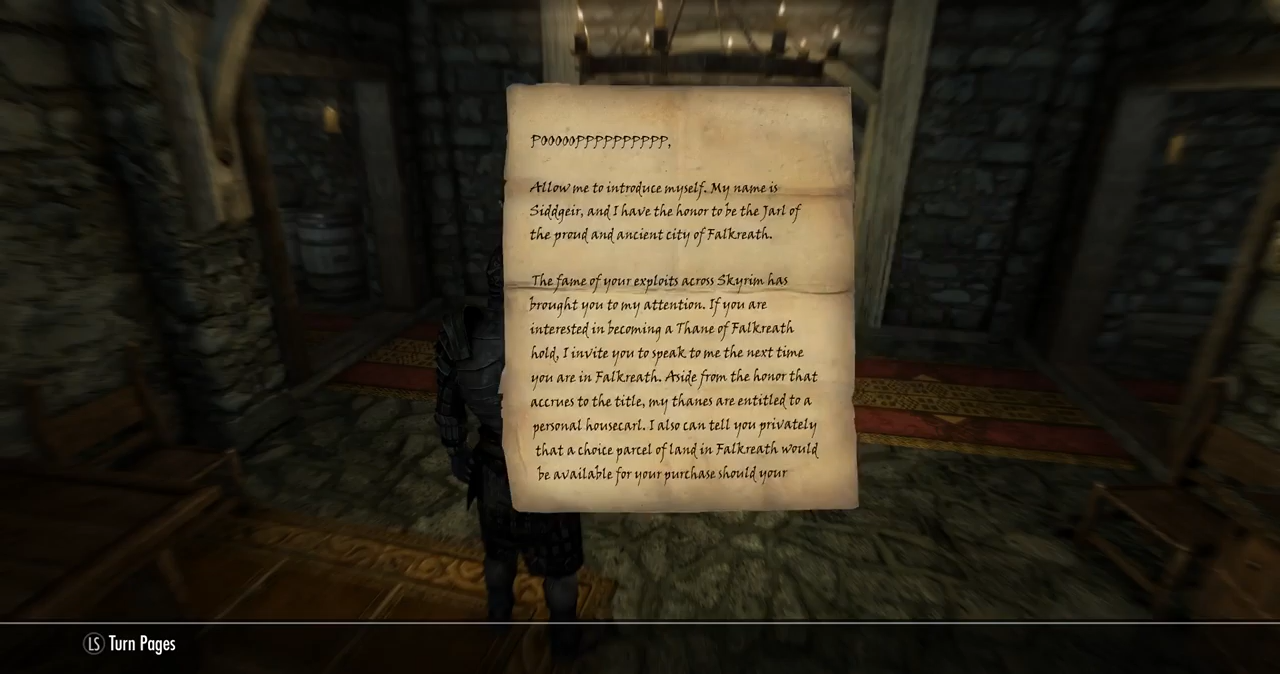 POOOOOPPPPPPPPPPP,
Allow me to introduce myself. My name is
Siddgeir, and I have the honor to be the Jarl of
the proud and ancient city of Falkreath.
The fame of your exploits across Skyrim has
brought you to my attention. If you are
interested in becoming a Thane of Falkreath
hold, I invite you to speak to me the next time
you are in Falkreath. Aside from the honor that
accrues to the title, my thanes are entitled to a
personal housecarl. I also can tell you privately
that a choice parcel of land in Falkreath would
be available for your purchase should your
LS Turn Pages